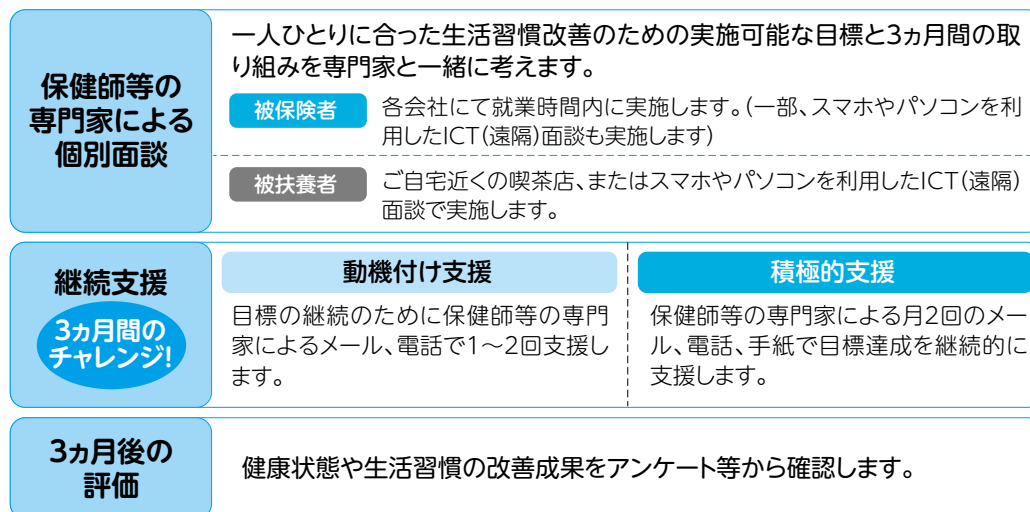 保健師等の
専門家による
個別面談
一人ひとりに合った生活習慣改善のための実施可能な目標と3ヵ月間の取
り組みを専門家と一緒に考えます。
被保険者
各会社にて就業時間内に実施します。(一部、スマホやパソコンを利
用したICT(遠隔)面談も実施します)
被扶養者
ご自宅近くの喫茶店、またはスマホやパソコンを利用したICT(遠隔)
面談で実施します。
継続支援
3ヵ月間の
チャレンジ!
動機付け支援
目標の継続のために保健師等の専門
家によるメール、電話で1〜2回支援し
ます。
積極的支援
保健師等の専門家による月2回のメー
ル、電話、手紙で目標達成を継続的に
支援します。
3ヵ月後の
評価
健康状態や生活習慣の改善成果をアンケート等から確認します。